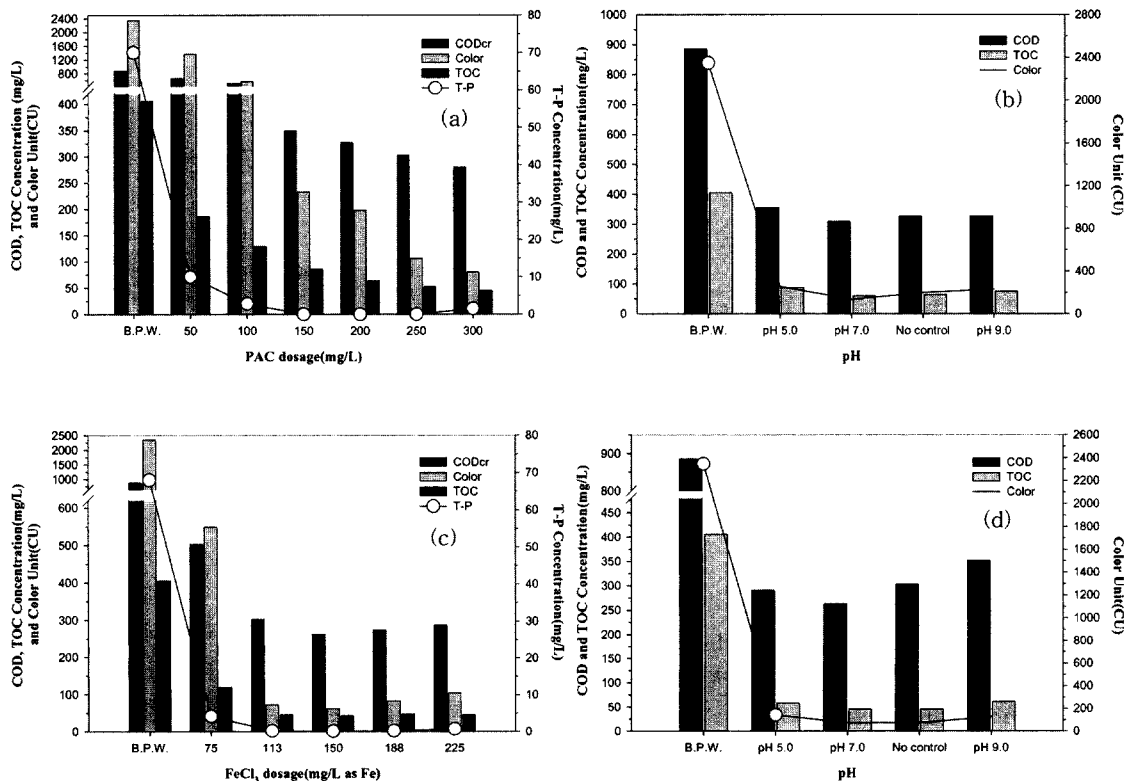 2400
2000
1600
1200
800
400
350
300
250
200
150
100
50
0
COD, TOC Concentration (mg/L)
and Color Unit(CU)
CODcr
Color
TOC
T-P
(a)
80
70
60
50
40
30
20
10
0
T-P Concentration(mg/L)
B.P.W. 50 100 150 200 250 300
PAC dosage(mg/L)
1000
900
800
700
600
500
400
300
200
100
0
COD and TOC Concentration(mg/L)
COD
TOC
Color
(b)
2800
2400
2000
1600
1200
800
400
0
Color Unit (CU)
B.P.W. pH 5.0 pH 7.0 No control pH 9.0
pH
2500
2000
1500
1000
600
500
400
300
200
100
0
COD, TOC Concentration(mg/L)
and Color Unit(CU)
CODcr
Color
TOC
T-P
(c)
80
70
60
50
40
30
20
10
0
T-P Concentration(mg/L)
B.P.W. 75 113 150 188 225
FeCl₃ dosage(mg/L as Fe)
900
800
450
400
350
300
250
200
150
100
50
0
COD and TOC Concentration(mg/L)
COD
TOC
Color
(d)
2600
2400
2200
2000
1800
1600
1400
1200
1000
800
600
400
200
0
Color Unit(CU)
B.P.W. pH 5.0 pH 7.0 No control pH 9.0
pH